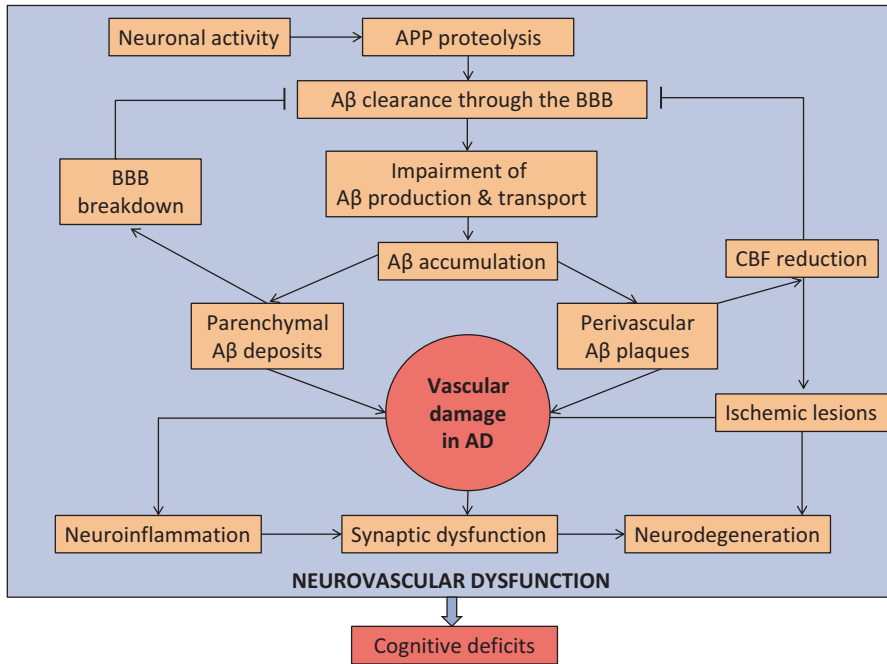 Neuronal activity
APP proteolysis
Aβ clearance through the BBB
BBB
breakdown
Impairment of
Aβ production & transport
Aβ accumulation
CBF reduction
Parenchymal
Aβ deposits
Perivascular
Aβ plaques
Vascular
damage
in AD
Ischemic lesions
Neuroinflammation
Synaptic dysfunction
Neurodegeneration
NEUROVASCULAR DYSFUNCTION
Cognitive deficits